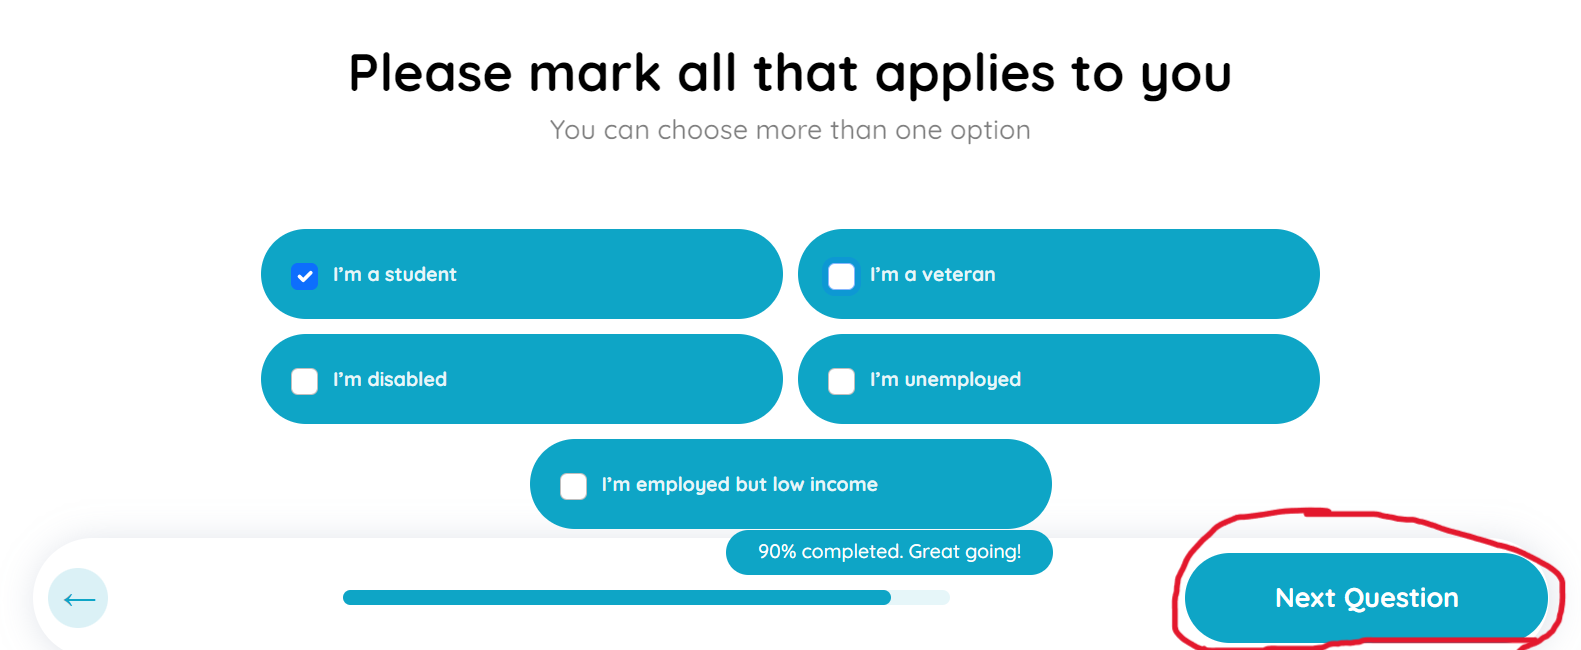 Please mark all that applies to you
You can choose more than one option
I'm a student
I'm a veteran
I'm disabled
I'm unemployed
I'm employed but low income
90% completed. Great going!
←
Next Question